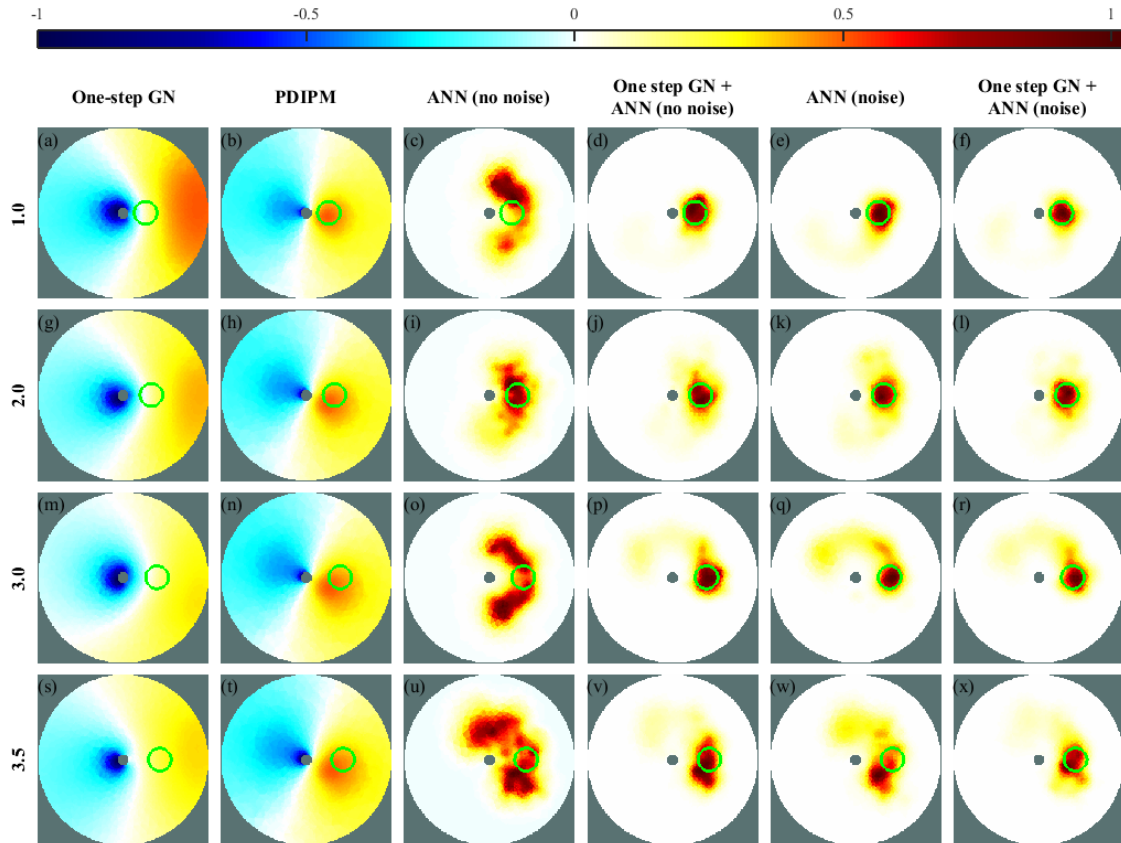 -1 -0.5 0 0.5 1
One-step GN PDIPM ANN (no noise) One step GN + ANN (no noise) ANN (noise) One step GN + ANN (noise)
1.0 (a) (b) (c) (d) (e) (f)
2.0 (g) (h) (i) (j) (k) (l)
3.0 (m) (n) (o) (p) (q) (r)
3.5 (s) (t) (u) (v) (w) (x)